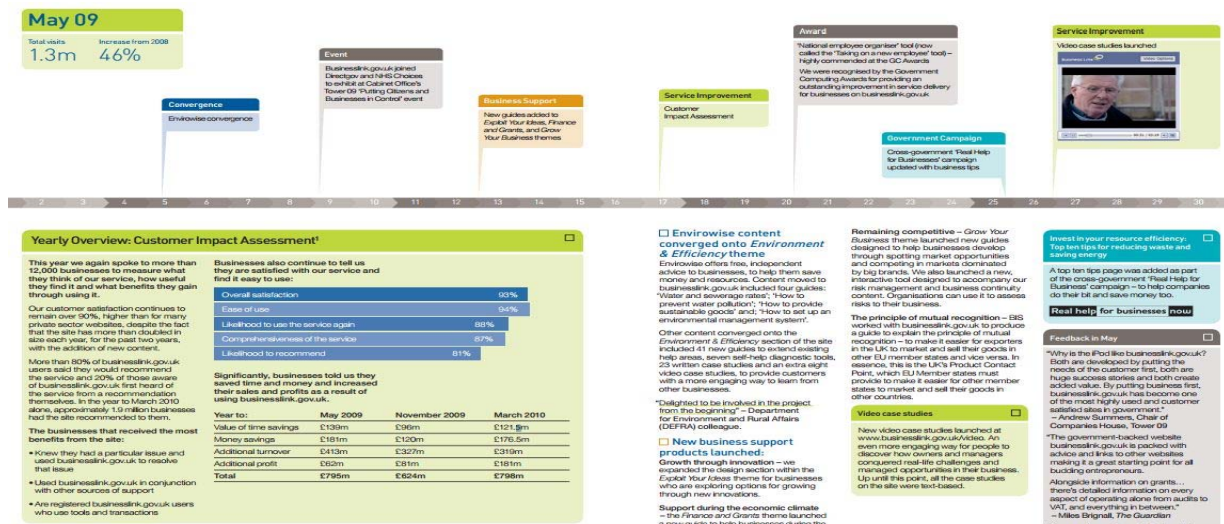 May 09
Total visits
1.3m
Increase from 2008
46%
Convergence
Envirowise convergence
Event
Businesslink.gov.uk joined
Directgov and NHS Choices
to exhibit at Cabinet Office's
Tower 09 'Putting Citizens and
Businesses in Control' event
Business Support
New guides added to
Exploit Your Ideas, Finance
and Grants, and Grow
Your Business themes
Service Improvement
Customer
Impact Assessment
Award
'National employee organiser' tool (now
called the 'Taking on a new employee' tool) –
highly commended at the GC Awards
We were recognised by the Government
Computing Awards for providing an
outstanding improvement in service delivery
for businesses on businesslink.gov.uk
Government Campaign
Cross-government 'Real Help
for Businesses' campaign
updated with business tips
Service Improvement
Video case studies launched
2 3 4 5 6 7 8 9 10 11 12 13 14 15 16 17 18 19 20 21 22 23 24 25 26 27 28 29 30
Yearly Overview: Customer Impact Assessment¹
This year we again spoke to more than
12,000 businesses to measure what
they think of our service, how useful
they find it and what benefits they gain
through using it.
Our customer satisfaction continues to
remain over 90%, higher than for many
private sector websites, despite the fact
that the site has more than doubled in
size each year, for the past two years,
with the addition of new content.
More than 80% of businesslink.gov.uk
users said they would recommend
the service and 20% of those aware
of businesslink.gov.uk first heard of
the service from a recommendation
themselves. In the year to March 2010
alone, approximately 1.9 million businesses
had the site recommended to them.
The businesses that received the most
benefits from the site:
• Knew they had a particular issue and
used businesslink.gov.uk to resolve
that issue
• Used businesslink.gov.uk in conjunction
with other sources of support
• Are registered businesslink.gov.uk users
who use tools and transactions
Businesses also continue to tell us
they are satisfied with our service and
find it easy to use:
Overall satisfaction 93%
Ease of use 94%
Likelihood to use the service again 88%
Comprehensiveness of the service 87%
Likelihood to recommend 81%
Significantly, businesses told us they
saved time and money and increased
their sales and profits as a result of
using businesslink.gov.uk.
Year to: May 2009 November 2009 March 2010
Value of time savings £139m £96m £121.5m
Money savings £181m £120m £176.5m
Additional turnover £413m £327m £319m
Additional profit £62m £81m £181m
Total £795m £624m £798m
Envirowise content
converged onto Environment
& Efficiency theme
Envirowise offers free, independent
advice to businesses, to help them save
money and resources. Content moved to
businesslink.gov.uk included four guides:
'Water and sewerage rates'; 'How to
prevent water pollution'; 'How to provide
sustainable goods' and; 'How to set up an
environmental management system'.
Other content converged onto the
Environment & Efficiency section of the site
included 41 new guides to extend existing
help areas, seven self-help diagnostic tools,
23 written case studies and an extra eight
video case studies, to provide customers
with a more engaging way to learn from
other businesses.
"Delighted to be involved in the project
from the beginning" – Department
for Environment and Rural Affairs
(DEFRA) colleague.
New business support
products launched:
Growth through innovation – we
expanded the design section within the
Exploit Your Ideas theme for businesses
who are exploring options for growing
through new innovations.
Support during the economic climate
– the Finance and Grants theme launched
a new guide to help businesses during the
Remaining competitive – Grow Your
Business theme launched new guides
designed to help businesses develop
through spotting market opportunities
and competing in markets dominated
by big brands. We also launched a new,
interactive tool designed to accompany our
risk management and business continuity
content. Organisations can use it to assess
risks to their business.
The principle of mutual recognition – BIS
worked with businesslink.gov.uk to produce
a guide to explain the principle of mutual
recognition – to make it easier for exporters
in the UK to market and sell their goods in
other EU member states and vice versa. In
essence, this is the UK's Product Contact
Point, which EU Member states must
provide to make it easier for other member
states to market and sell their goods in
other countries.
Video case studies
New video case studies launched at
www.businesslink.gov.uk/video. An
even more engaging way for people to
discover how owners and managers
conquered real-life challenges and
managed opportunities in their business.
Up until this point, all the case studies
on the site were text-based.
Invest in your resource efficiency:
Top ten tips for reducing waste and
saving energy
A top ten tips page was added as part
of the cross-government 'Real Help for
Business' campaign – to help companies
do their bit and save money too.
Real help for businesses now
Feedback in May
"Why is the iPod like businesslink.gov.uk?
Both are developed by putting the
needs of the customer first, both are
huge success stories and both create
added value. By putting business first,
businesslink.gov.uk has become one
of the most highly used and customer
satisfied sites in government."
– Andrew Summers, Chair of
Companies House, Tower 09
"The government-backed website
businesslink.gov.uk is packed with
advice and links to other websites
making it a great starting point for all
budding entrepreneurs.
Alongside information on grants…
there's detailed information on every
aspect of operating alone from audits to
VAT, and everything in between."
– Miles Brignall, The Guardian